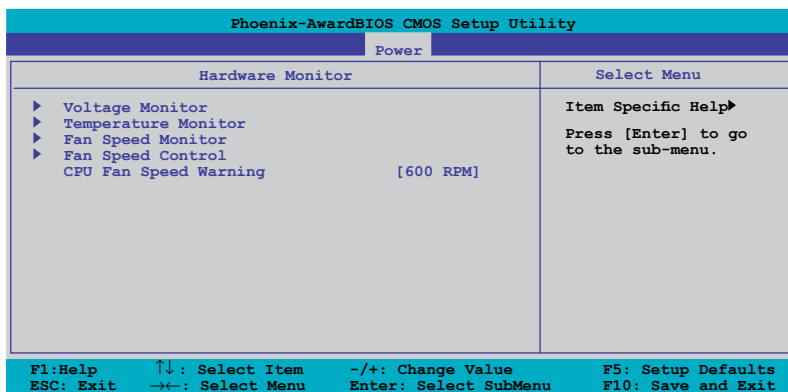 Phoenix-AwardBIOS CMOS Setup Utility
Power
Hardware Monitor
Select Menu
Voltage Monitor
Temperature Monitor
Fan Speed Monitor
Fan Speed Control
CPU Fan Speed Warning [600 RPM]
Item Specific Help
Press [Enter] to go
to the sub-menu.
F1:Help ↑↓: Select Item -/+: Change Value F5: Setup Defaults
ESC: Exit →←: Select Menu Enter: Select SubMenu F10: Save and Exit